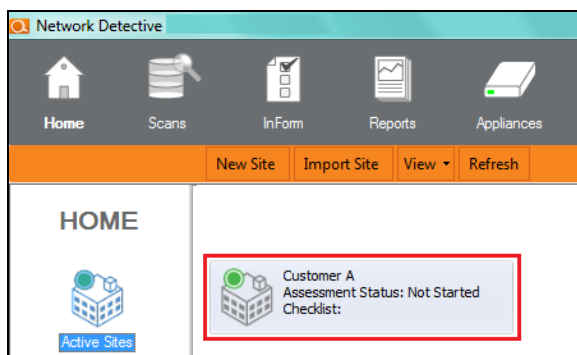 Network Detective
Home Scans InForm Reports Appliances
New Site Import Site View Refresh
HOME
Active Sites
Customer A
Assessment Status: Not Started
Checklist: